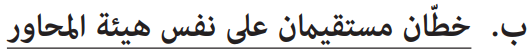 ب. خطّان مستقيمان على نفس هيئة المحاور